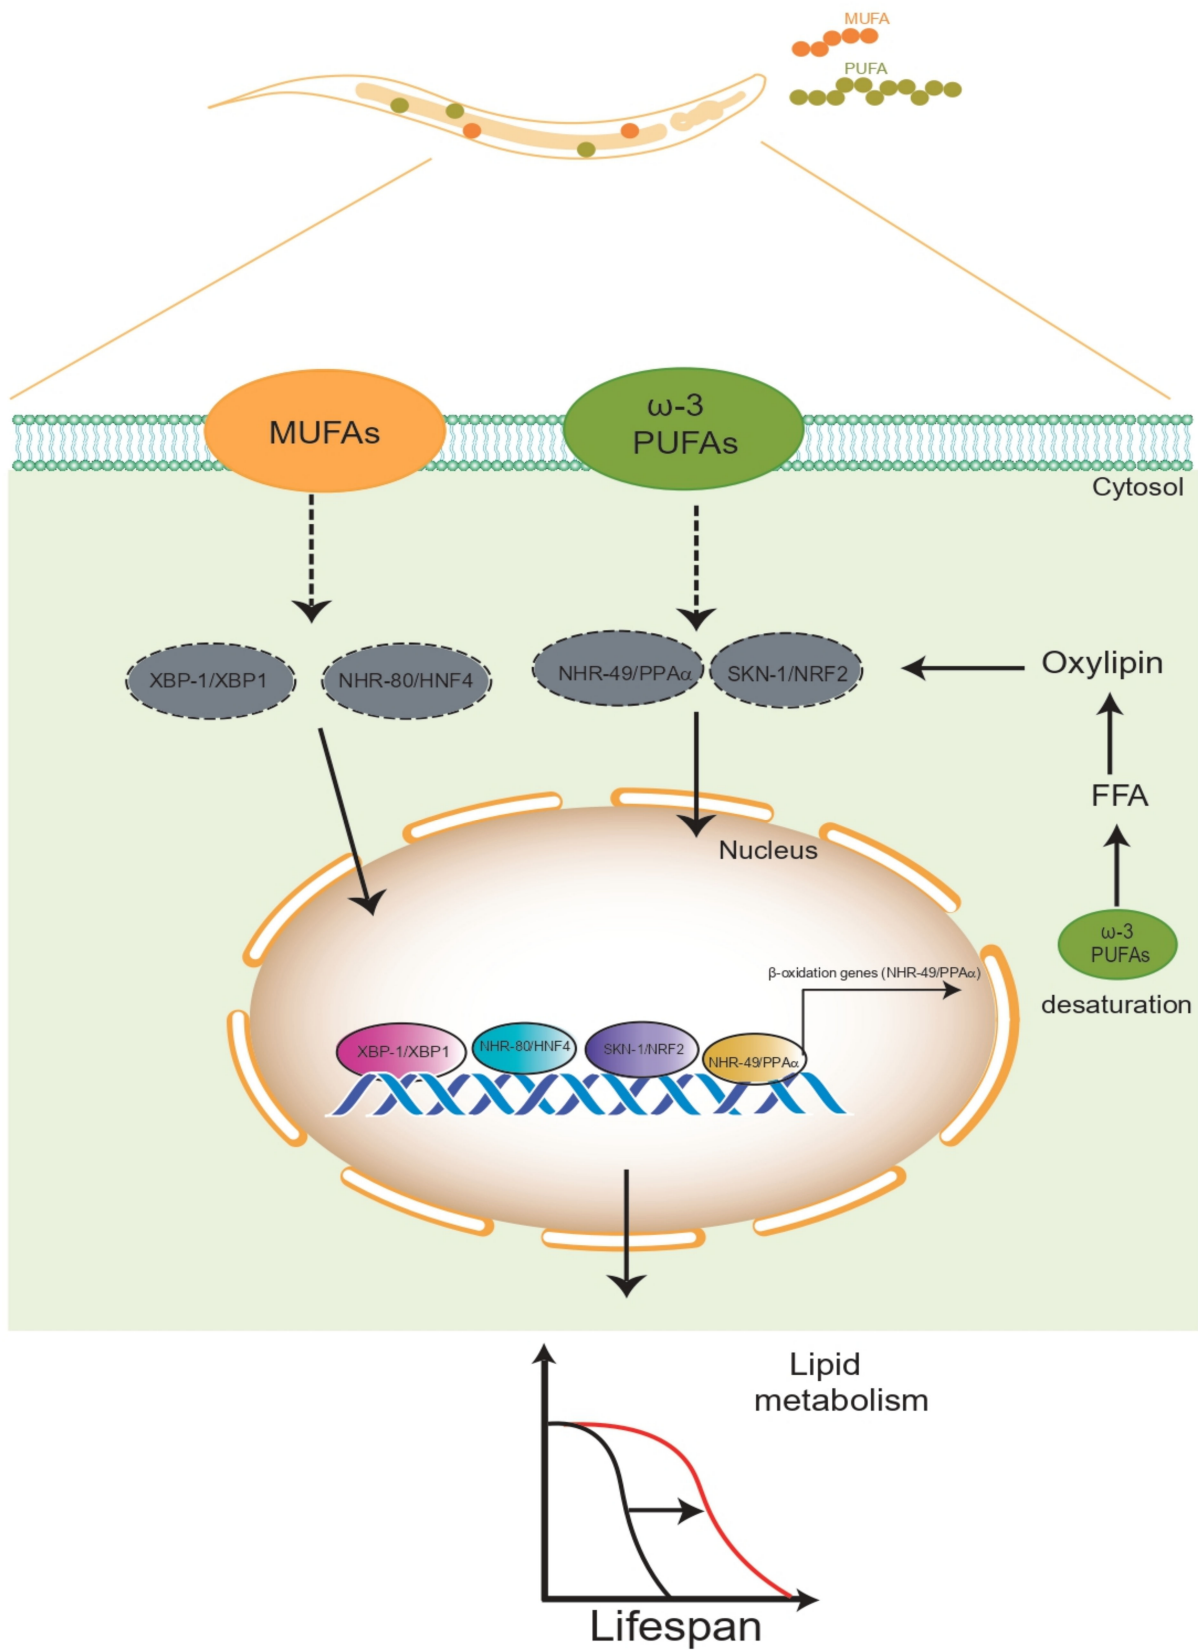 MUFA
PUFA
MUFAs
ω-3
PUFAs
Cytosol
XBP-1/XBP1
NHR-80/HNF4
NHR-49/PPAα
SKN-1/NRF2
Oxylipin
FFA
Nucleus
ω-3
PUFAs
desaturation
β-oxidation genes (NHR-49/PPAα)
XBP-1/XBP1
NHR-80/HNF4
SKN-1/NRF2
NHR-49/PPAα
Lipid
metabolism
Lifespan